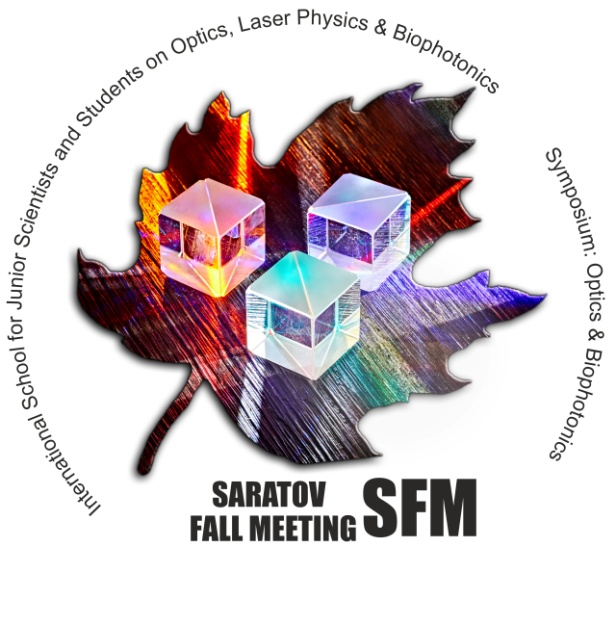 International School for Junior Scientists and Students on Optics, Laser Physics & Biophotonics
Symposium: Optics & Biophotonics
SARATOV
FALL MEETING SFM